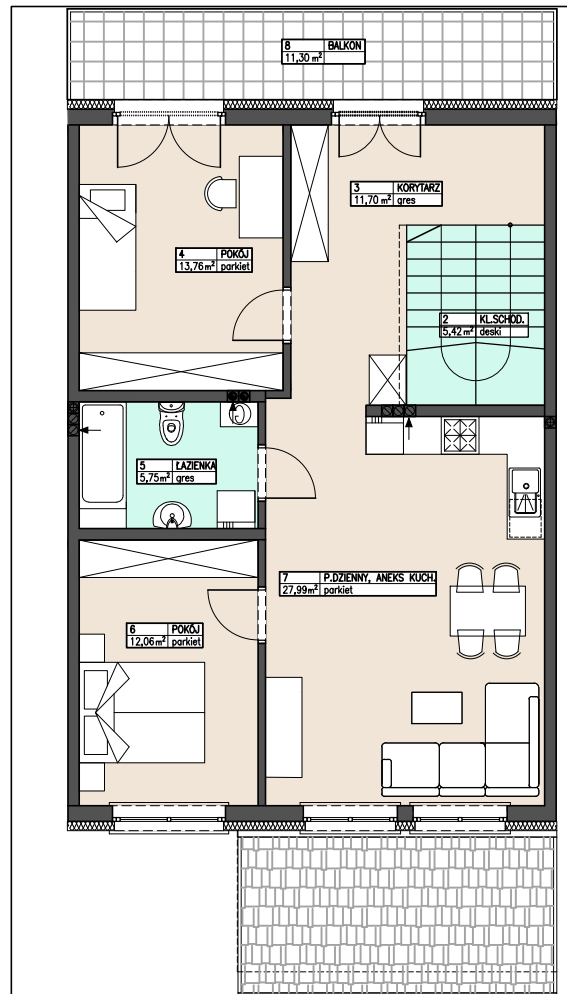 8 BALKON
11,30 m²
3 KORYTARZ
11,70 m² gres
4 POKÓJ
13,76 m² parkiet
2 KL.SCHOD.
5,42 m² deski
5 ŁAZIENKA
5,75 m² gres
7 P.DZIENNY, ANEKS KUCH.
27,99 m² parkiet
6 POKÓJ
12,06 m² parkiet